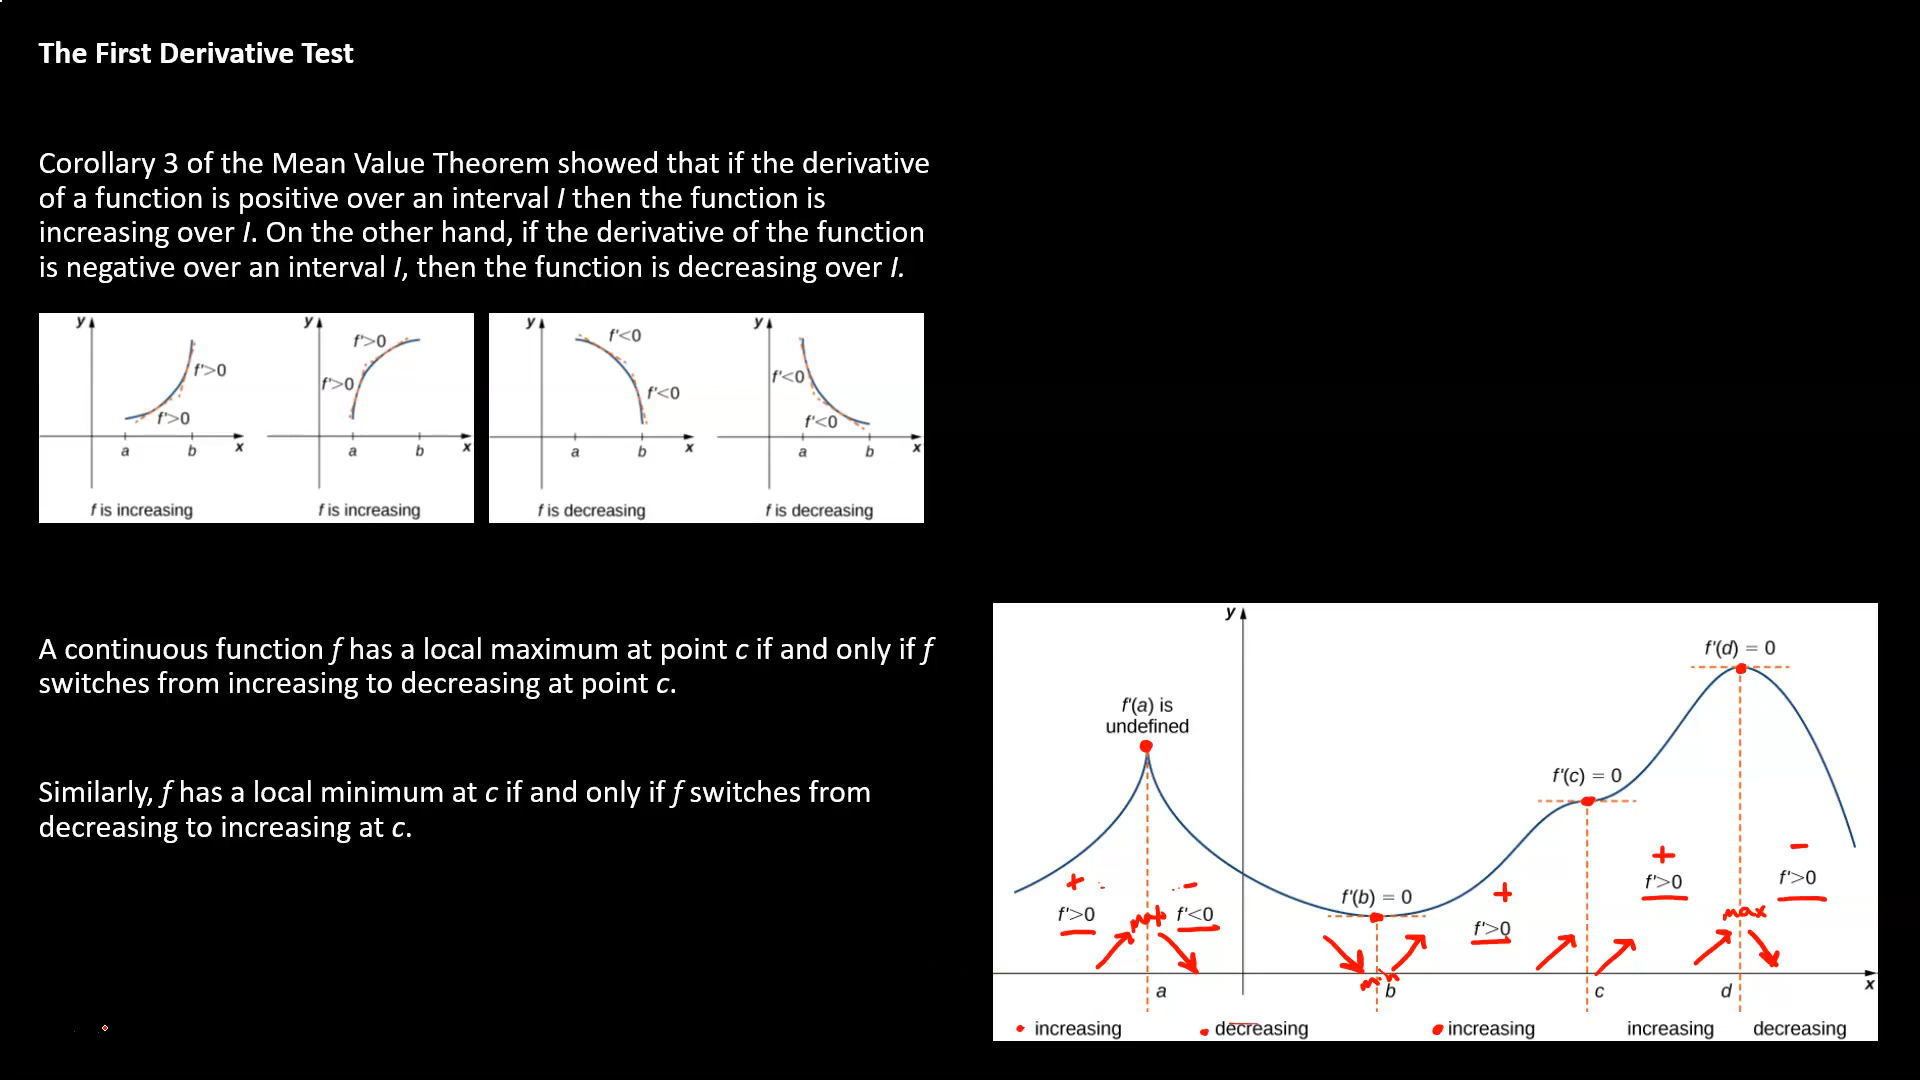 The First Derivative Test
Corollary 3 of the Mean Value Theorem showed that if the derivative
of a function is positive over an interval I then the function is
increasing over I. On the other hand, if the derivative of the function
is negative over an interval I, then the function is decreasing over I.
y
f'>0
f'>0
a
b
x
f is increasing
y
f'>0
f'>0
a
b
x
f is increasing
y
f'<0
f'<0
a
b
x
f is decreasing
y
f'<0
f'<0
a
b
x
f is decreasing
A continuous function f has a local maximum at point c if and only if f
switches from increasing to decreasing at point c.
Similarly, f has a local minimum at c if and only if f switches from
decreasing to increasing at c.
y
f'(a) is
undefined
f'(b) = 0
f'(c) = 0
f'(d) = 0
+
-
+
+
-
f'>0
f'<0
f'>0
f'>0
f'>0
max
min
max
a
b
c
d
x
increasing
decreasing
increasing
increasing
decreasing